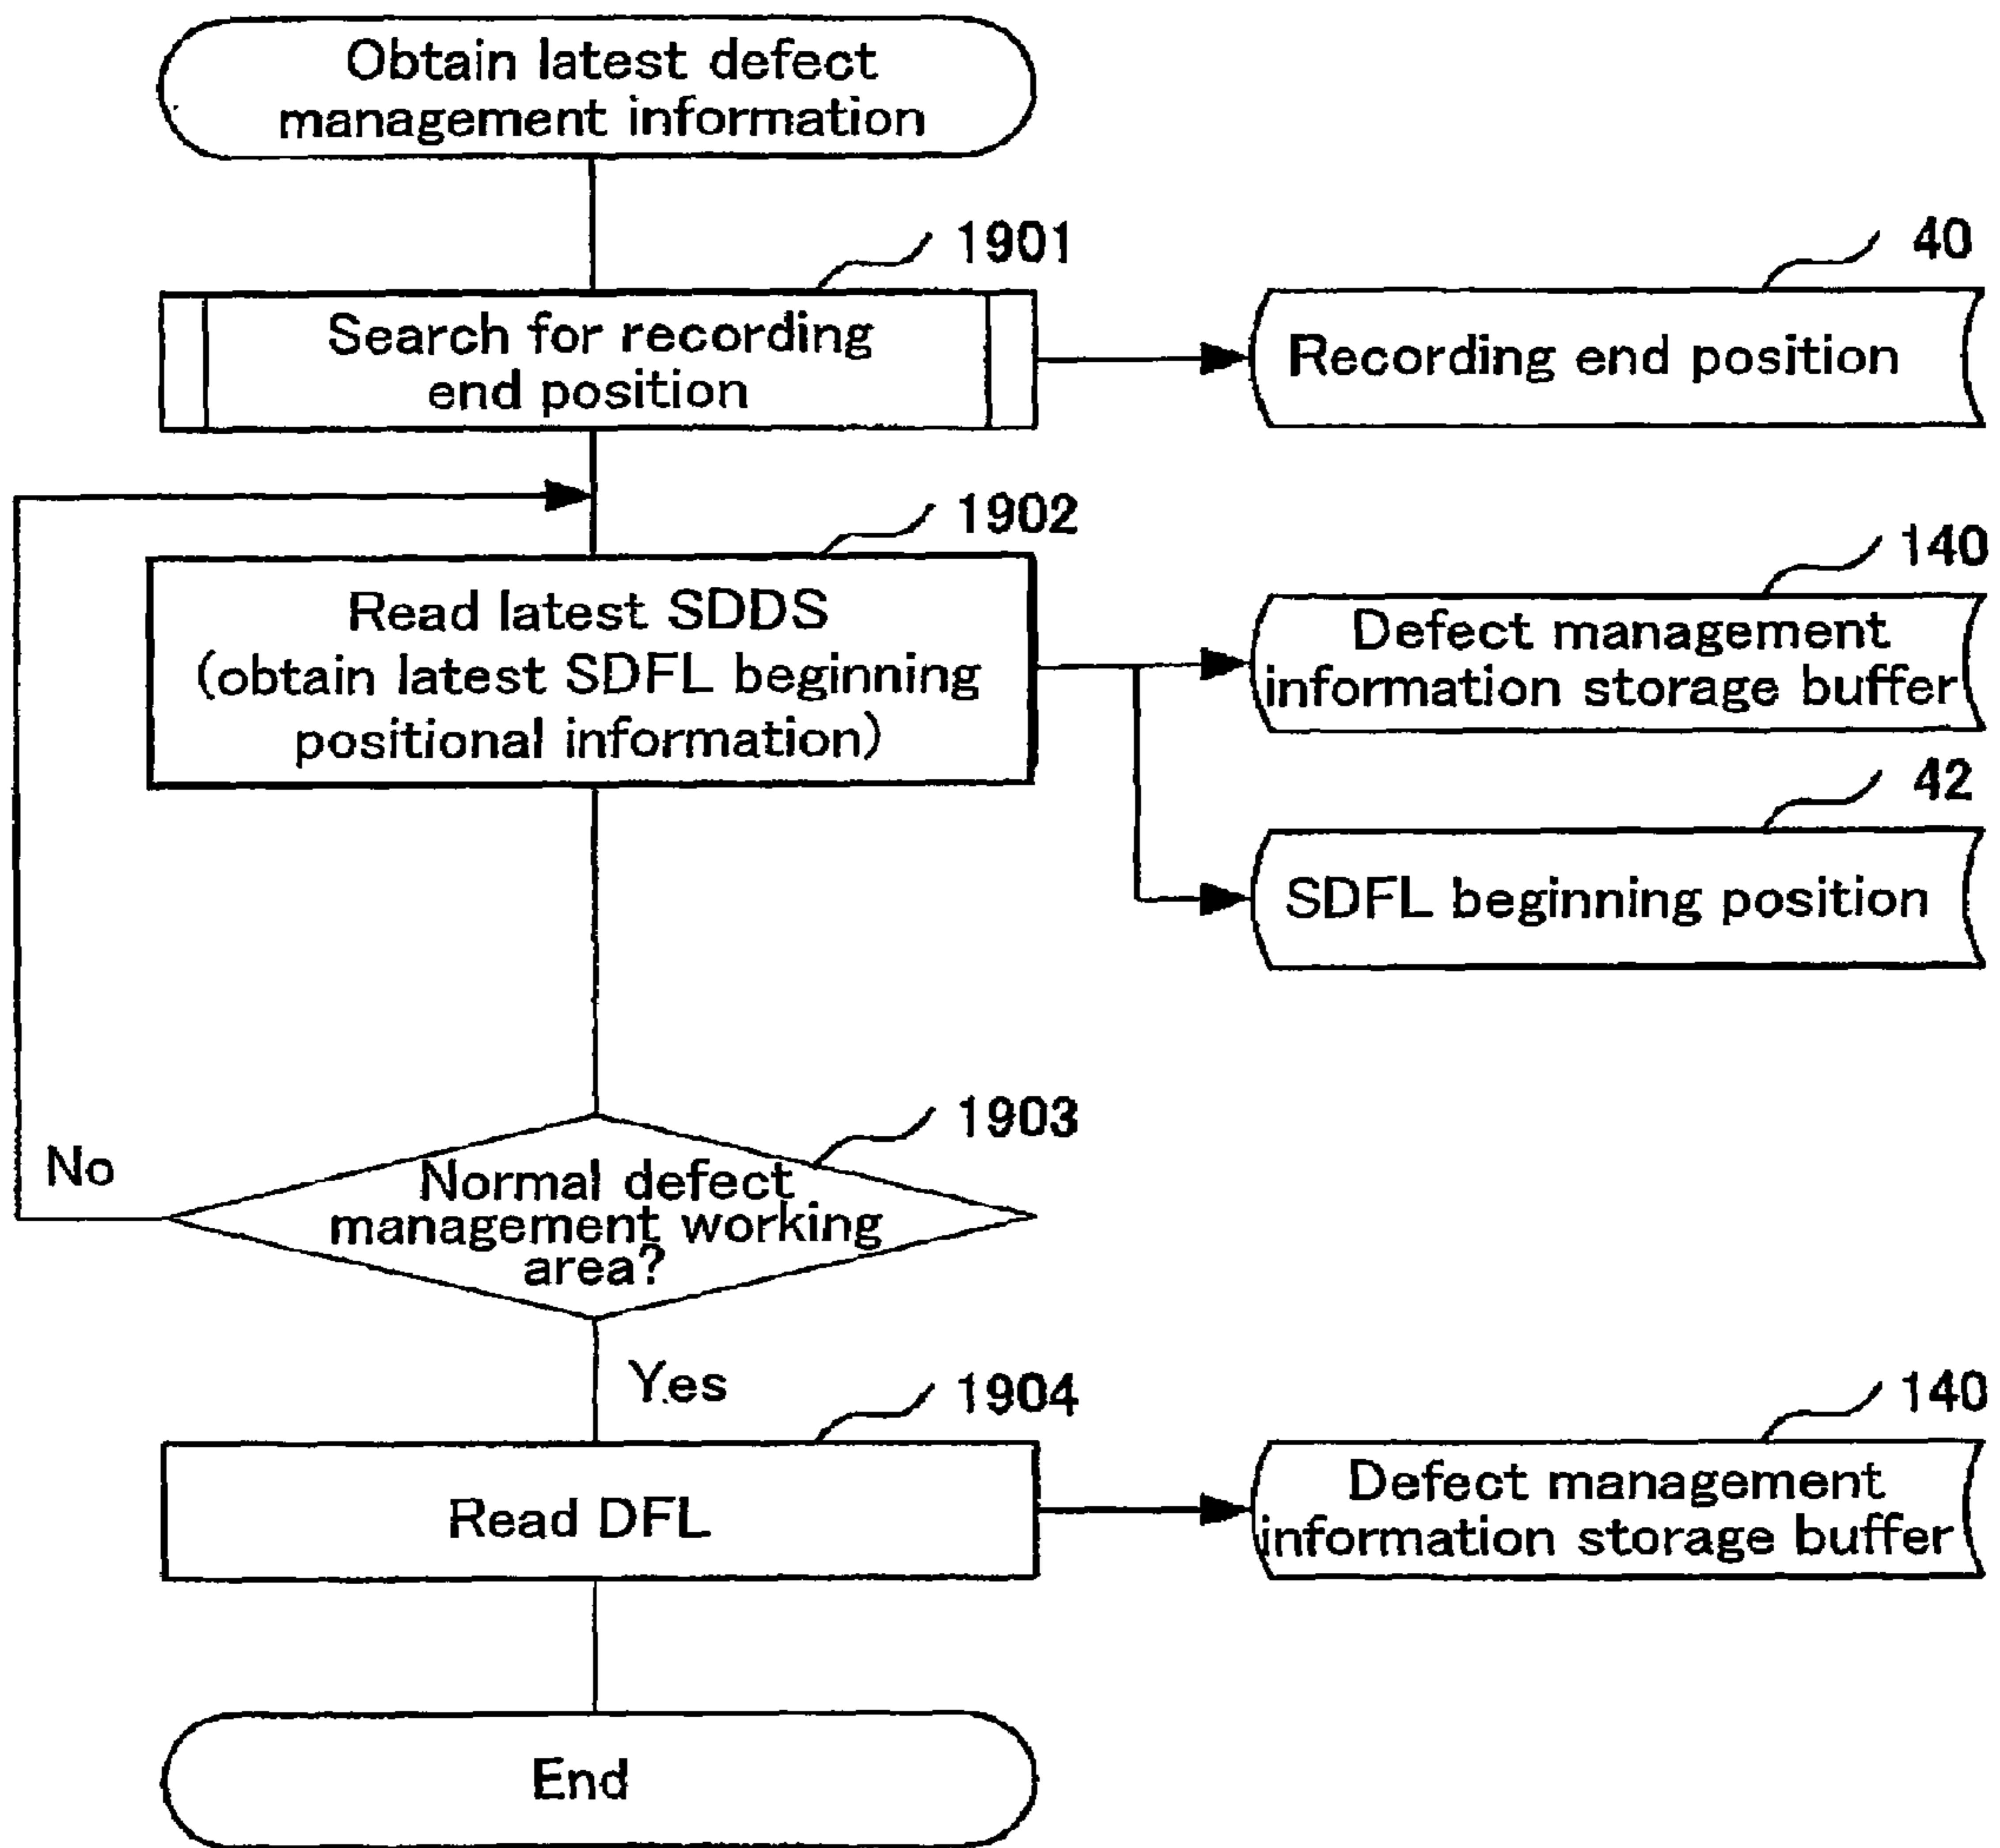 Obtain latest defect
management information
1901
40
Search for recording
end position
Recording end position
1902
140
Read latest SDDS
(obtain latest SDFL beginning
positional information)
Defect management
information storage buffer
42
SDFL beginning position
1903
No
Normal defect
management working
area?
Yes
1904
140
Read DFL
Defect management
information storage buffer
End